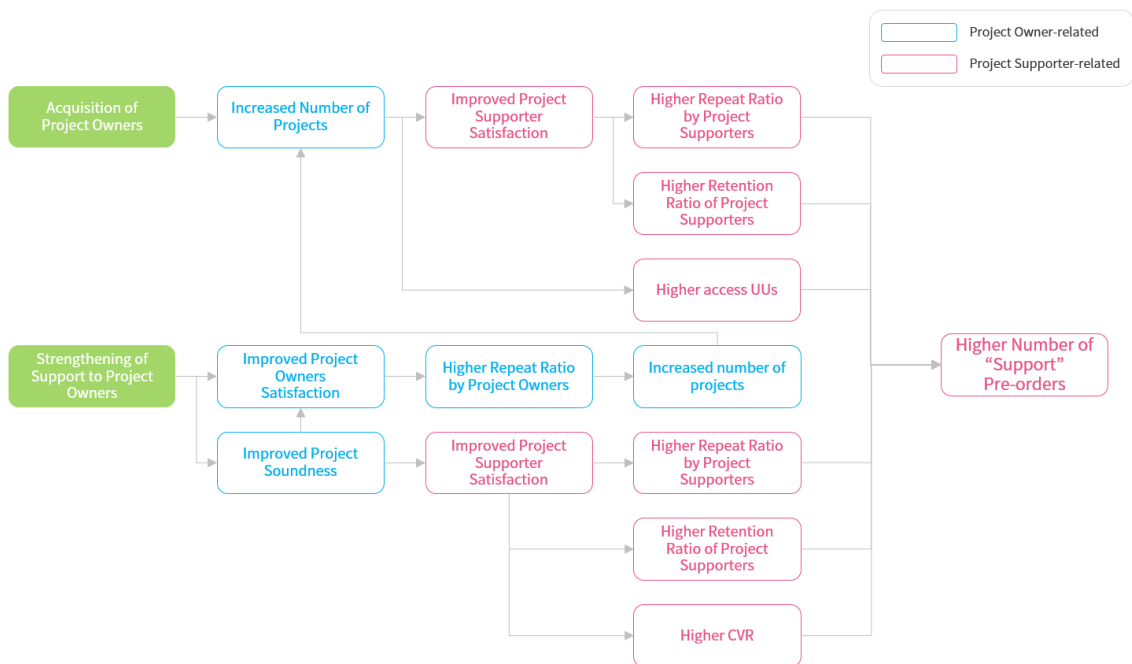 Project Owner-related
Project Supporter-related
Acquisition of
Project Owners
Increased Number of
Projects
Improved Project
Supporter
Satisfaction
Higher Repeat Ratio
by Project
Supporters
Higher Retention
Ratio of Project
Supporters
Higher access UUs
Strengthening of
Support to Project
Owners
Improved Project
Owners
Satisfaction
Higher Repeat Ratio
by Project Owners
Increased number of
projects
Higher Number of
“Support”
Pre-orders
Improved Project
Soundness
Improved Project
Supporter
Satisfaction
Higher Repeat Ratio
by Project
Supporters
Higher Retention
Ratio of Project
Supporters
Higher CVR